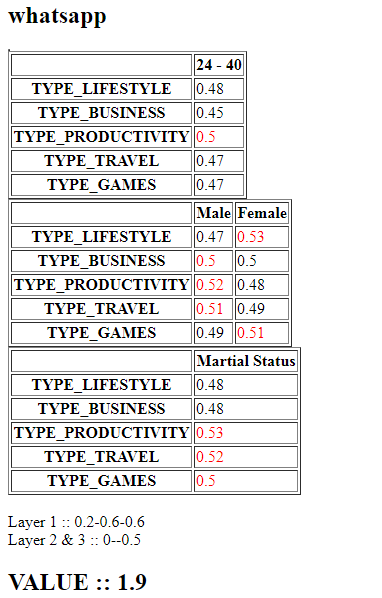 whatsapp
24 - 40
TYPE_LIFESTYLE 0.48
TYPE_BUSINESS 0.45
TYPE_PRODUCTIVITY 0.5
TYPE_TRAVEL 0.47
TYPE_GAMES 0.47
Male Female
TYPE_LIFESTYLE 0.47 0.53
TYPE_BUSINESS 0.5 0.5
TYPE_PRODUCTIVITY 0.52 0.48
TYPE_TRAVEL 0.51 0.49
TYPE_GAMES 0.49 0.51
Martial Status
TYPE_LIFESTYLE 0.48
TYPE_BUSINESS 0.48
TYPE_PRODUCTIVITY 0.53
TYPE_TRAVEL 0.52
TYPE_GAMES 0.5
Layer 1 :: 0.2-0.6-0.6
Layer 2 & 3 :: 0--0.5
VALUE :: 1.9